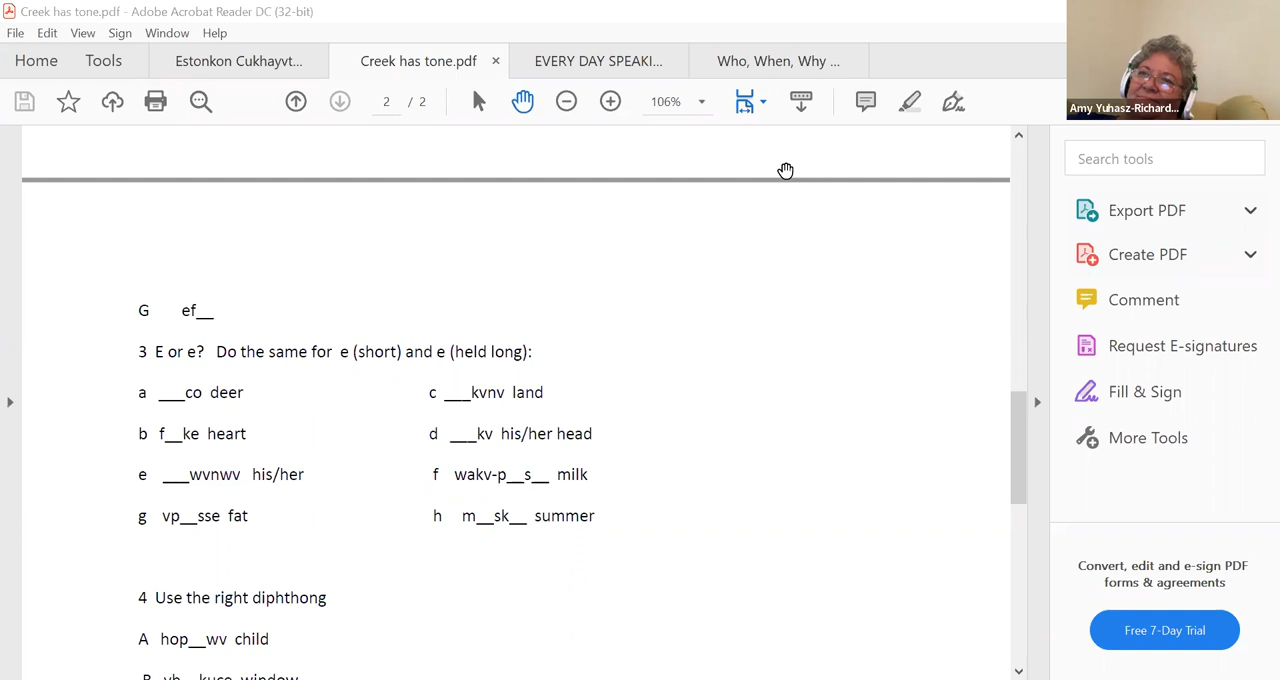 Creek has tone.pdf - Adobe Acrobat Reader DC (32-bit)
File Edit View Sign Window Help
Home Tools Estonkon Cukhayvt... Creek has tone.pdf × EVERY DAY SPEAKI... Who, When, Why ...
2 / 2 106%
Amy Yuhasz-Richard...
Search tools
Export PDF
Create PDF
Comment
Request E-signatures
Fill & Sign
More Tools
Convert, edit and e-sign PDF
forms & agreements
Free 7-Day Trial
G ef__
3 E or e? Do the same for e (short) and e (held long):
a ___co deer c ___kvnv land
b f__ke heart d ___kv his/her head
e ___wvnwv his/her f wakv-p__s__ milk
g vp__sse fat h m__sk__ summer
4 Use the right diphthong
A hop__wv child
B vh__kuce window